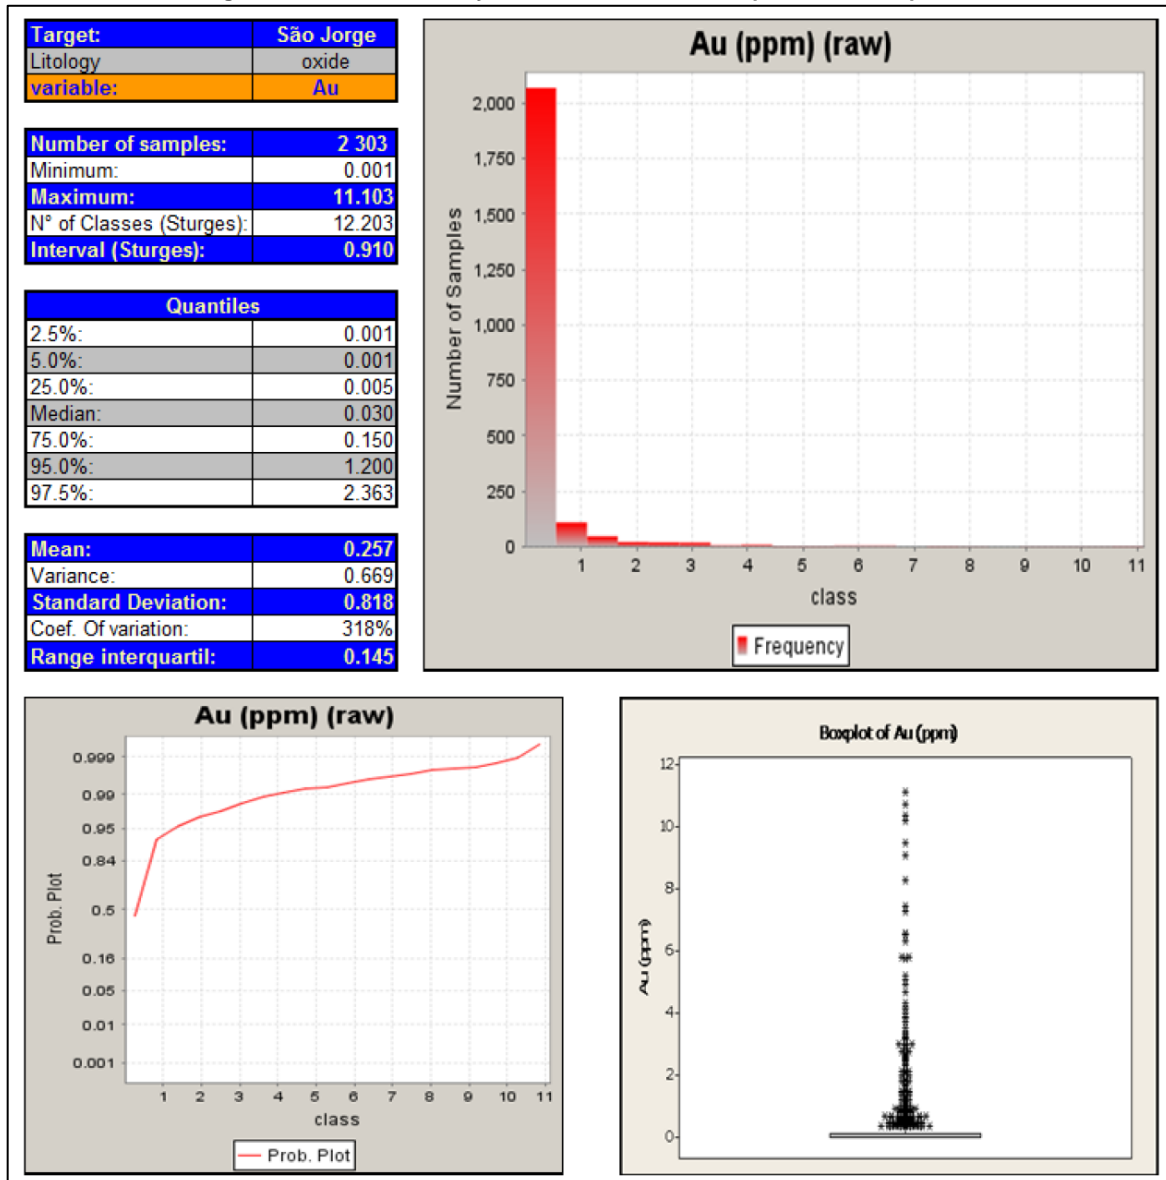 Target: São Jorge
Litology oxide
variable: Au
Number of samples: 2 303
Minimum: 0.001
Maximum: 11.103
N° of Classes (Sturges): 12.203
Interval (Sturges): 0.910
Quantiles
2.5%: 0.001
5.0%: 0.001
25.0%: 0.005
Median: 0.030
75.0%: 0.150
95.0%: 1.200
97.5%: 2.363
Mean: 0.257
Variance: 0.669
Standard Deviation: 0.818
Coef. Of variation: 318%
Range interquartil: 0.145
Au (ppm) (raw)
Number of Samples
2,000
1,750
1,500
1,250
1,000
750
500
250
0
1 2 3 4 5 6 7 8 9 10 11
class
Frequency
Au (ppm) (raw)
Prob. Plot
0.999
0.99
0.95
0.84
0.5
0.16
0.05
0.01
0.001
1 2 3 4 5 6 7 8 9 10 11
class
Prob. Plot
Boxplot of Au (ppm)
Au (ppm)
12
10
8
6
4
2
0